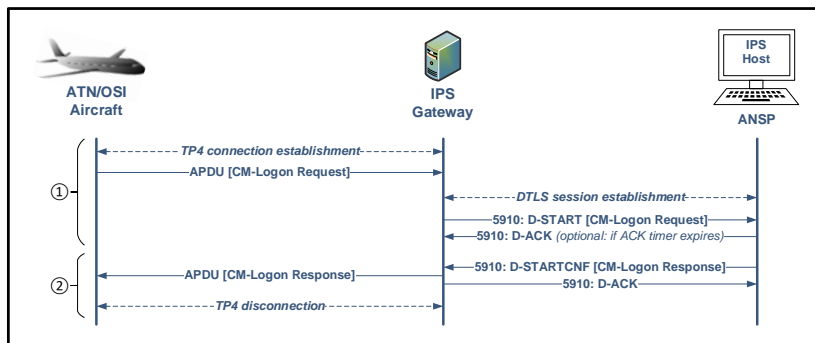 IPS
Host
ATN/OSI
Aircraft
IPS
Gateway
ANSP
TP4 connection establishment
①
APDU [CM-Logon Request]
DTLS session establishment
5910: D-START [CM-Logon Request]
5910: D-ACK (optional: if ACK timer expires)
②
5910: D-STARTCNF [CM-Logon Response]
APDU [CM-Logon Response]
5910: D-ACK
TP4 disconnection